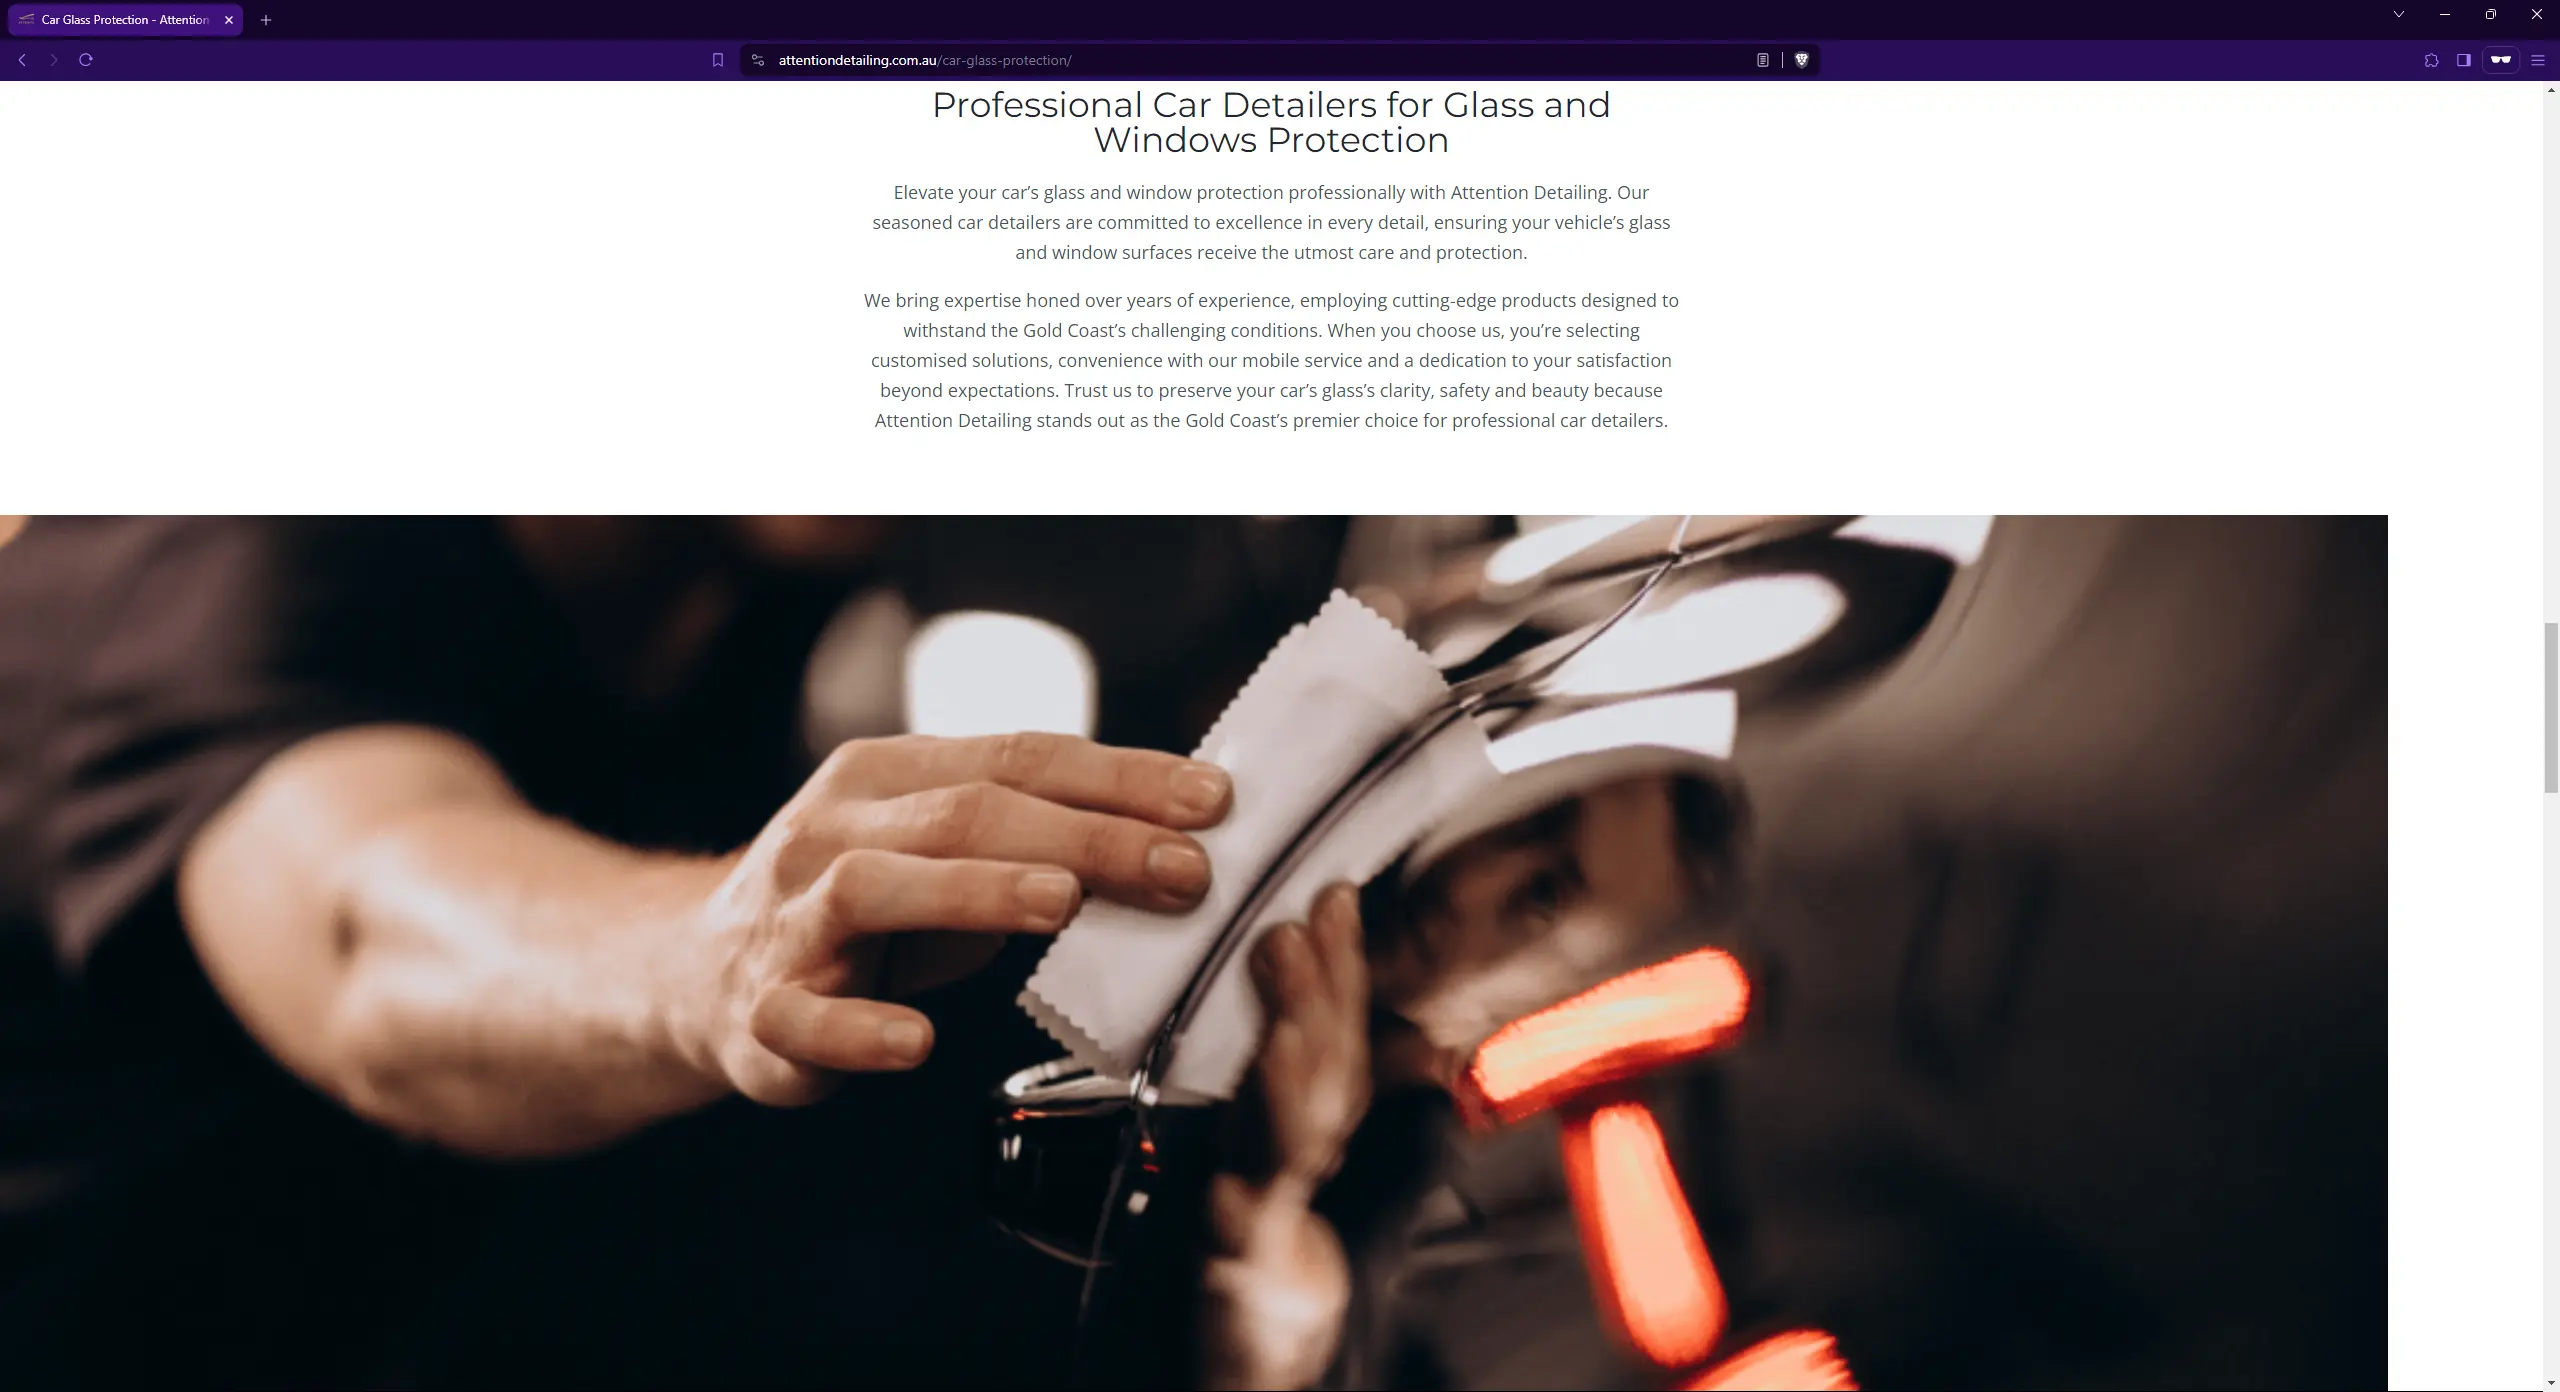 Car Glass Protection - Attention
attentiondetailing.com.au/car-glass-protection/
Professional Car Detailers for Glass and
Windows Protection
Elevate your car’s glass and window protection professionally with Attention Detailing. Our
seasoned car detailers are committed to excellence in every detail, ensuring your vehicle’s glass
and window surfaces receive the utmost care and protection.
We bring expertise honed over years of experience, employing cutting-edge products designed to
withstand the Gold Coast’s challenging conditions. When you choose us, you’re selecting
customised solutions, convenience with our mobile service and a dedication to your satisfaction
beyond expectations. Trust us to preserve your car’s glass’s clarity, safety and beauty because
Attention Detailing stands out as the Gold Coast’s premier choice for professional car detailers.